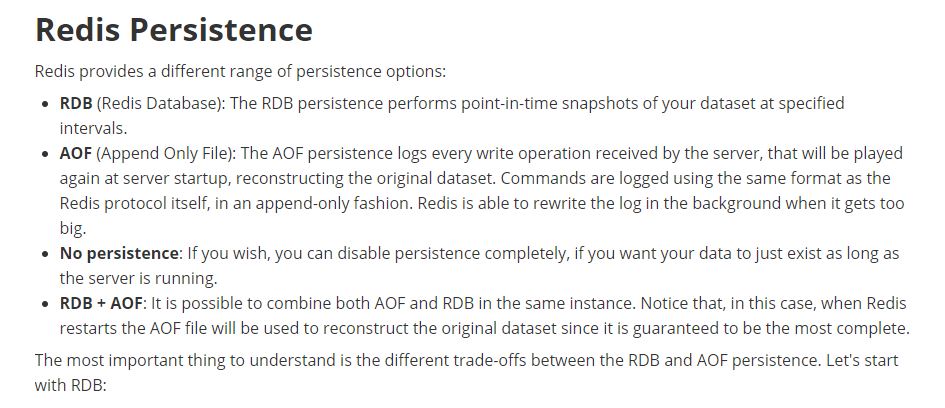 Redis Persistence
Redis provides a different range of persistence options:
• RDB (Redis Database): The RDB persistence performs point-in-time snapshots of your dataset at specified
intervals.
• AOF (Append Only File): The AOF persistence logs every write operation received by the server, that will be played
again at server startup, reconstructing the original dataset. Commands are logged using the same format as the
Redis protocol itself, in an append-only fashion. Redis is able to rewrite the log in the background when it gets too
big.
• No persistence: If you wish, you can disable persistence completely, if you want your data to just exist as long as
the server is running.
• RDB + AOF: It is possible to combine both AOF and RDB in the same instance. Notice that, in this case, when Redis
restarts the AOF file will be used to reconstruct the original dataset since it is guaranteed to be the most complete.
The most important thing to understand is the different trade-offs between the RDB and AOF persistence. Let's start
with RDB: